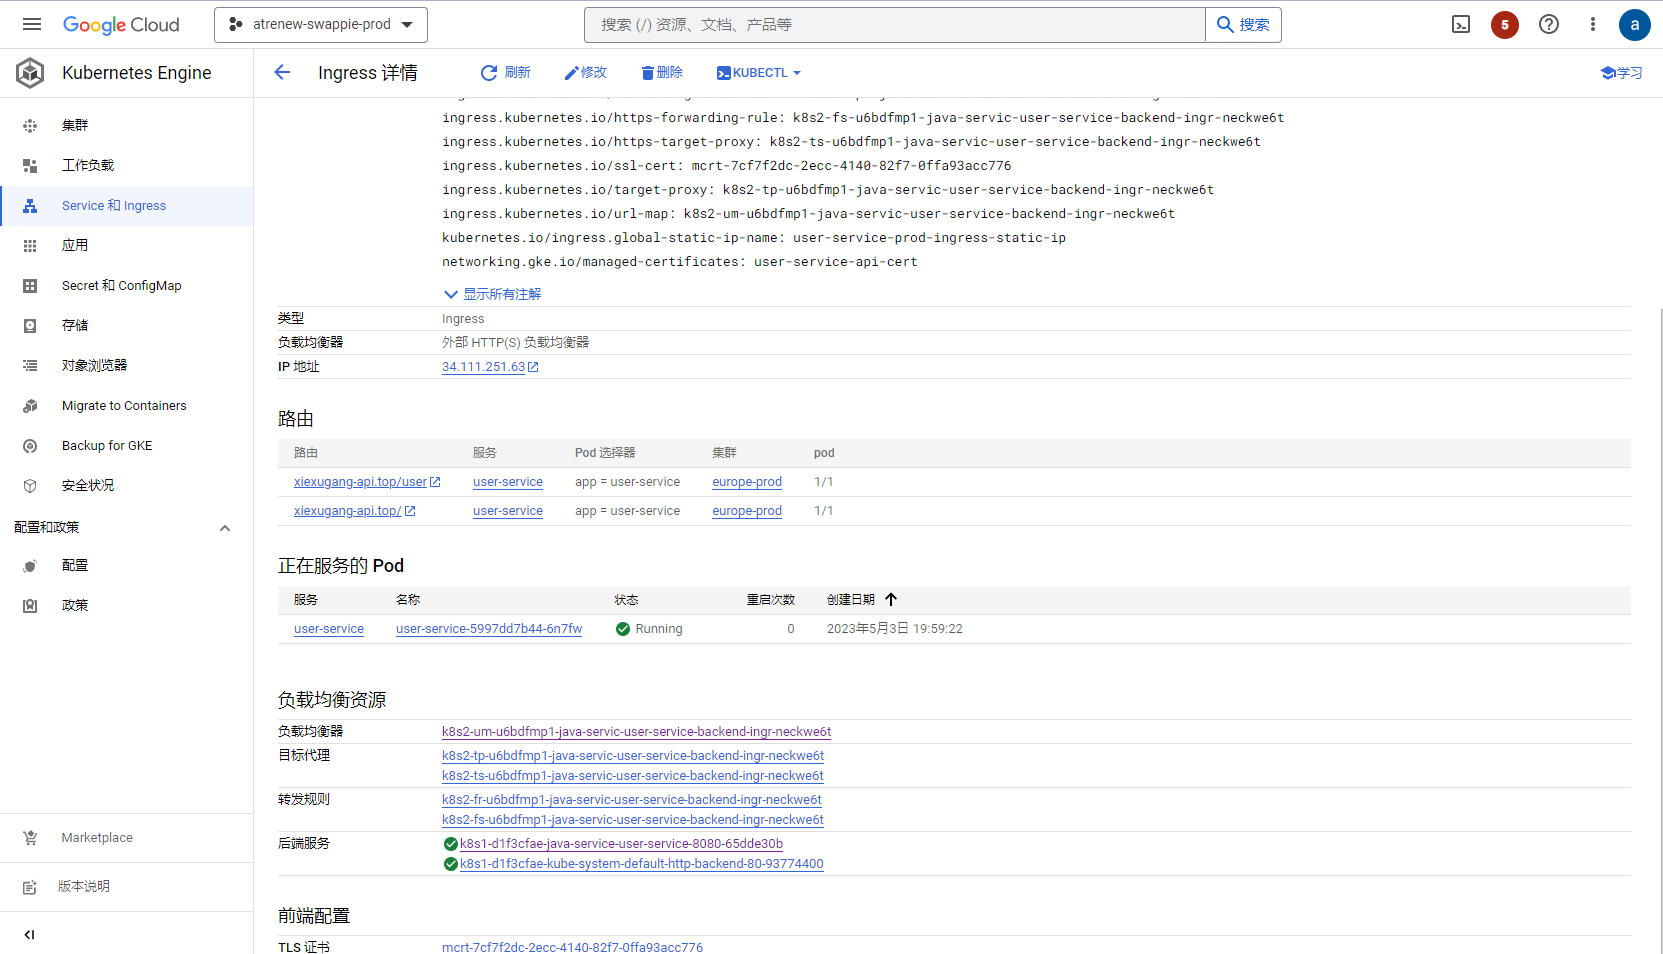 Google Cloud
atrenew-swappie-prod
搜索 (/) 资源、文档、产品等
搜索
5
a
Kubernetes Engine
Ingress 详情
刷新
修改
删除
KUBECTL
学习
集群
工作负载
Service 和 Ingress
应用
Secret 和 ConfigMap
存储
对象浏览器
Migrate to Containers
Backup for GKE
安全状况
配置和政策
配置
政策
Marketplace
版本说明
ingress.kubernetes.io/https-forwarding-rule: k8s2-fs-u6bdfmp1-java-servic-user-service-backend-ingr-neckwe6t
ingress.kubernetes.io/https-target-proxy: k8s2-ts-u6bdfmp1-java-servic-user-service-backend-ingr-neckwe6t
ingress.kubernetes.io/ssl-cert: mcrt-7cf7f2dc-2ecc-4140-82f7-0ffa93acc776
ingress.kubernetes.io/target-proxy: k8s2-tp-u6bdfmp1-java-servic-user-service-backend-ingr-neckwe6t
ingress.kubernetes.io/url-map: k8s2-um-u6bdfmp1-java-servic-user-service-backend-ingr-neckwe6t
kubernetes.io/ingress.global-static-ip-name: user-service-prod-ingress-static-ip
networking.gke.io/managed-certificates: user-service-api-cert
显示所有注解
类型 Ingress
负载均衡器 外部 HTTP(S) 负载均衡器
IP 地址 34.111.251.63
路由
路由 服务 Pod 选择器 集群 pod
xiexugang-api.top/user user-service app = user-service europe-prod 1/1
xiexugang-api.top/ user-service app = user-service europe-prod 1/1
正在服务的 Pod
服务 名称 状态 重启次数 创建日期
user-service user-service-5997dd7b44-6n7fw Running 0 2023年5月3日 19:59:22
负载均衡资源
负载均衡器 k8s2-um-u6bdfmp1-java-servic-user-service-backend-ingr-neckwe6t
目标代理 k8s2-tp-u6bdfmp1-java-servic-user-service-backend-ingr-neckwe6t
k8s2-ts-u6bdfmp1-java-servic-user-service-backend-ingr-neckwe6t
转发规则 k8s2-fr-u6bdfmp1-java-servic-user-service-backend-ingr-neckwe6t
k8s2-fs-u6bdfmp1-java-servic-user-service-backend-ingr-neckwe6t
后端服务 k8s1-d1f3cfae-java-service-user-service-8080-65dde30b
k8s1-d1f3cfae-kube-system-default-http-backend-80-93774400
前端配置
TLS 证书 mcrt-7cf7f2dc-2ecc-4140-82f7-0ffa93acc776